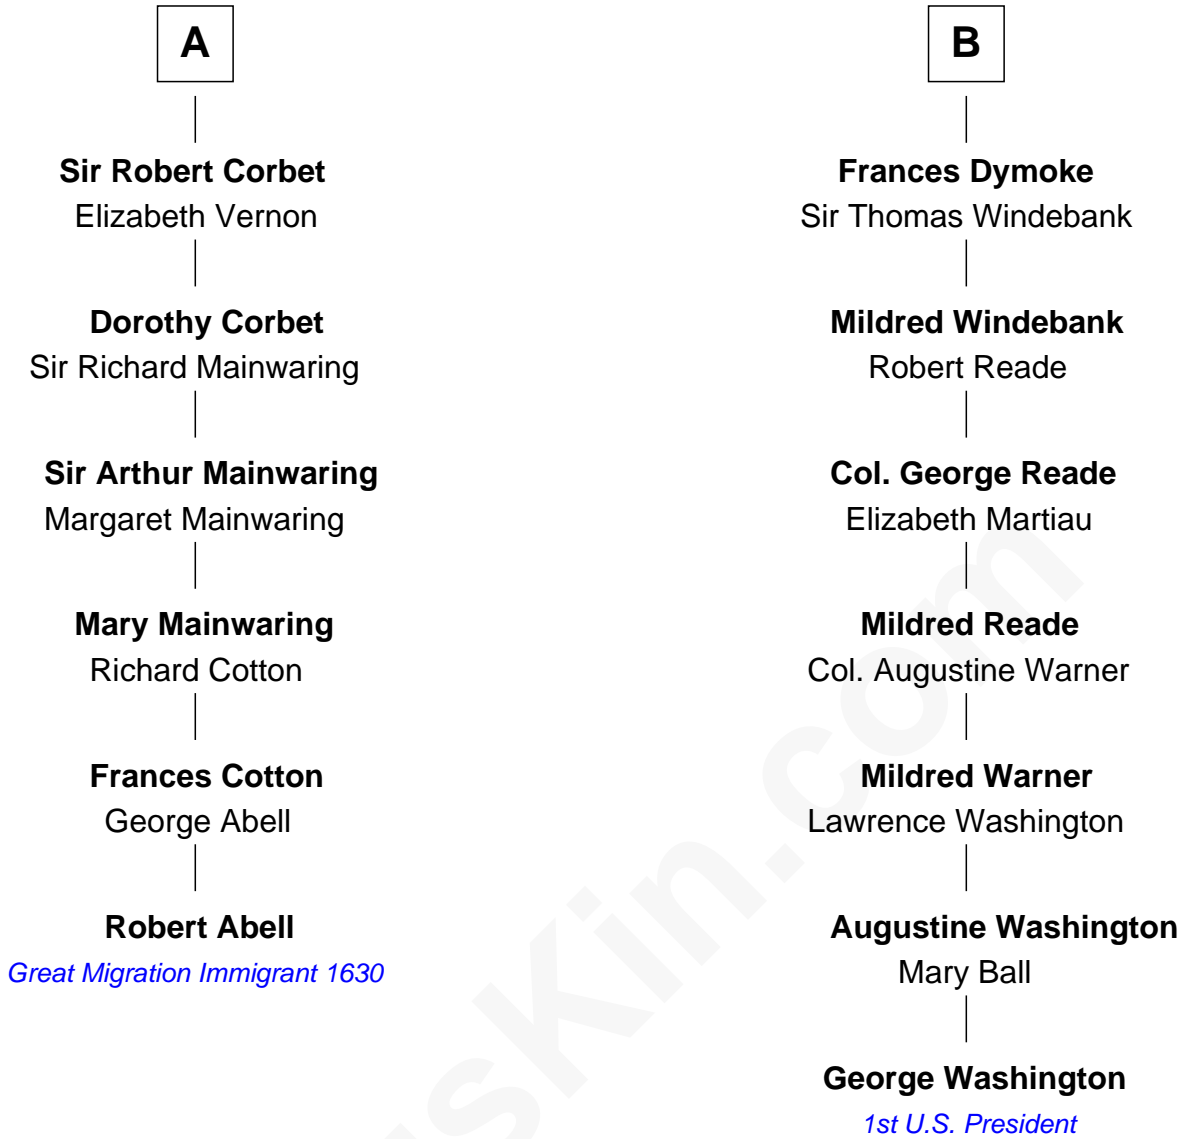 A
Sir Robert Corbet
Elizabeth Vernon
Dorothy Corbet
Sir Richard Mainwaring
Sir Arthur Mainwaring
Margaret Mainwaring
Mary Mainwaring
Richard Cotton
Frances Cotton
George Abell
Robert Abell
Great Migration Immigrant 1630
B
Frances Dymoke
Sir Thomas Windebank
Mildred Windebank
Robert Reade
Col. George Reade
Elizabeth Martiau
Mildred Reade
Col. Augustine Warner
Mildred Warner
Lawrence Washington
Augustine Washington
Mary Ball
George Washington
1st U.S. President